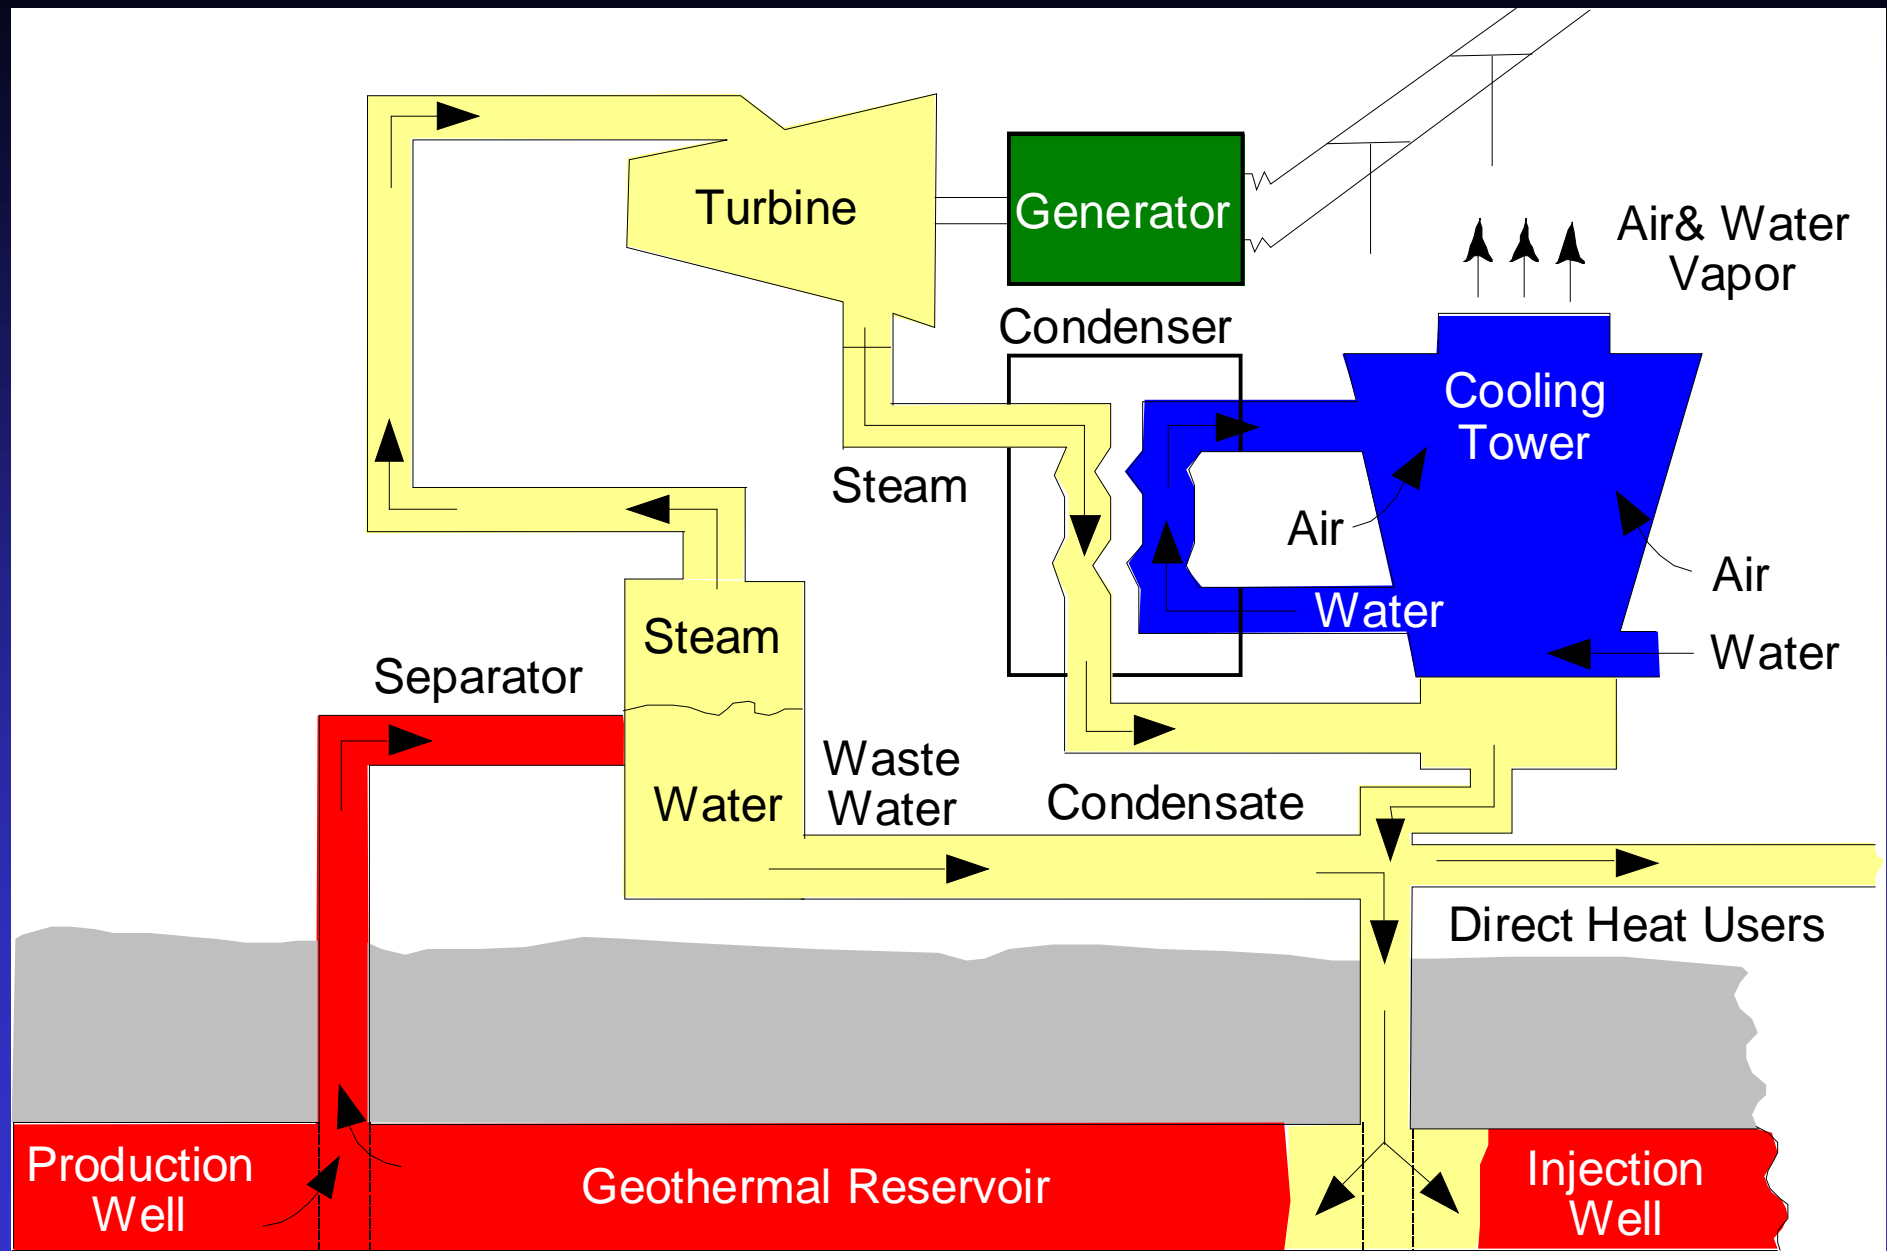 Turbine
Generator
Air& Water
Vapor
Condenser
Cooling
Tower
Steam
Air
Air
Water
Steam
Water
Separator
Waste
Water
Water
Condensate
Direct Heat Users
Production
Well
Geothermal Reservoir
Injection
Well